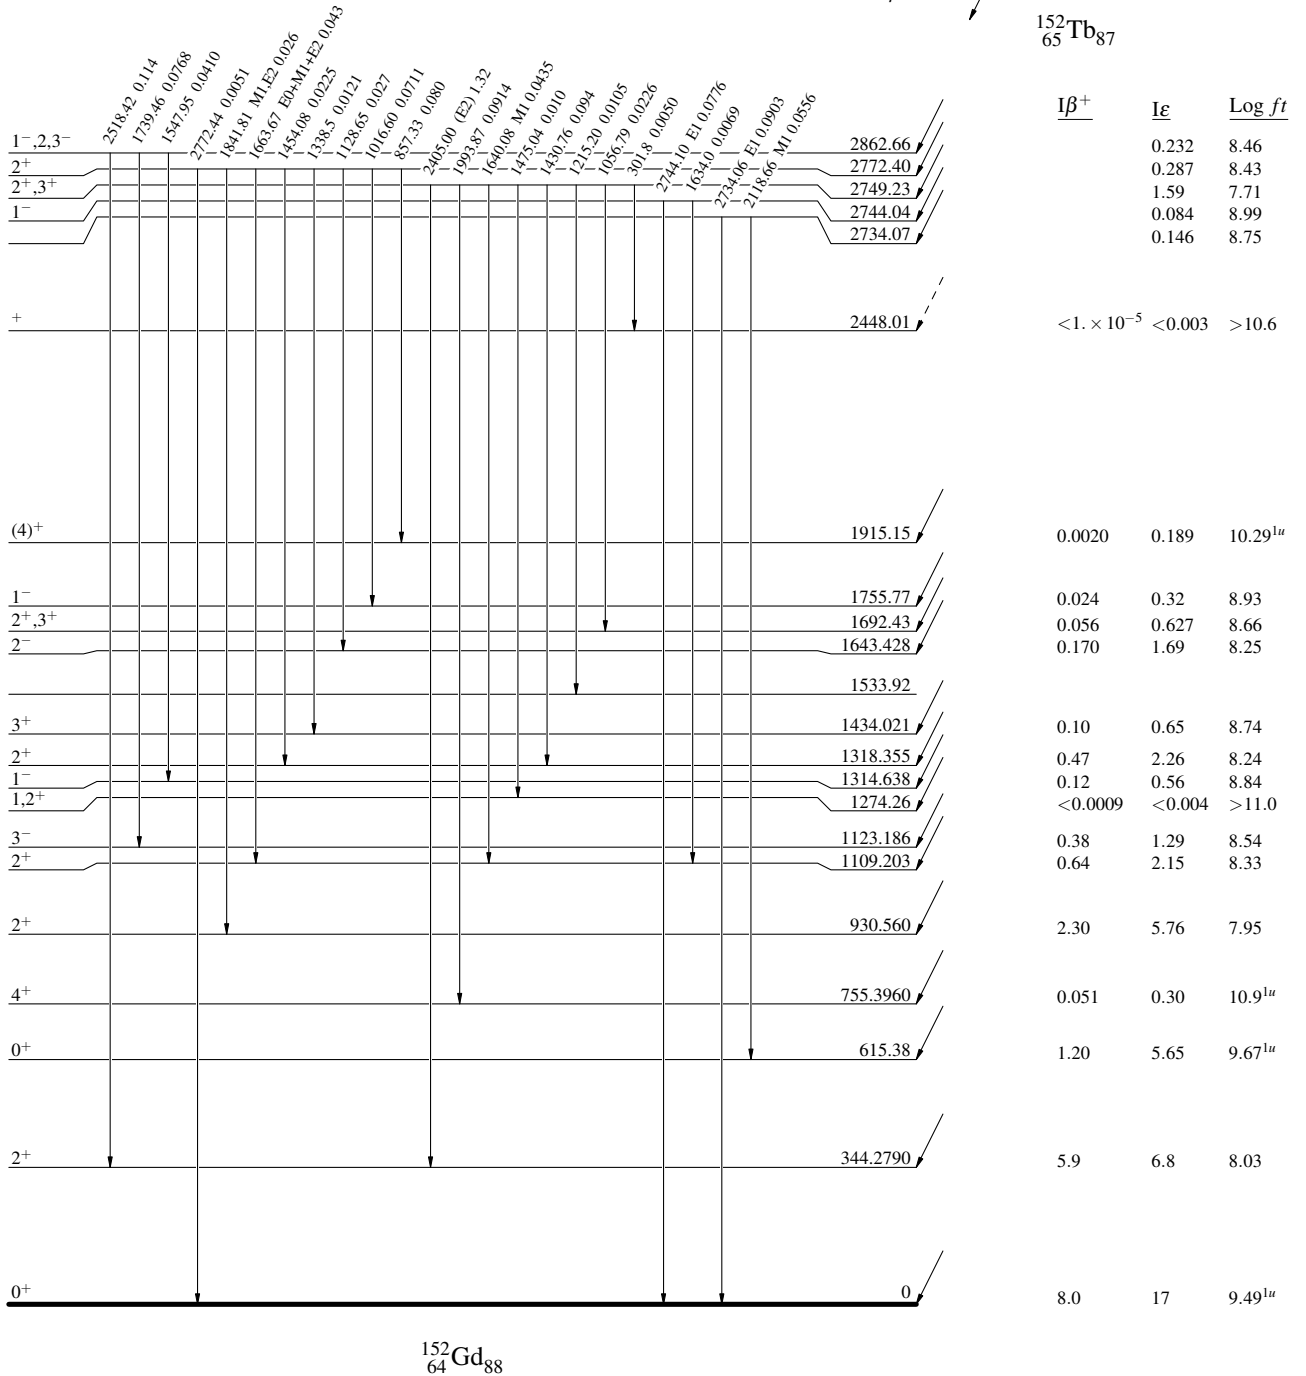 ¹⁵²₆₅Tb₈₇
Iβ⁺ Iε Log ft
2518.42 0.114
1739.46 0.0768
1547.95 0.0410
2772.44 0.0051
1841.81 M1,E2 0.026
1663.67 E0+M1+E2 0.043
1454.08 0.0225
1338.5 0.0121
1128.65 0.027
1016.60 0.0711
857.33 0.080
2405.00 (E2) 1.32
1993.87 0.0914
1640.08 M1 0.0435
1475.04 0.010
1430.76 0.094
1215.20 0.0105
1056.79 0.0226
301.8 0.0050
2744.10 E1 0.0776
1634.0 0.0069
2734.06 E1 0.0903
2118.66 M1 0.0556
1⁻,2,3⁻ 2862.66 0.232 8.46
2⁺ 2772.40 0.287 8.43
2⁺,3⁺ 2749.23 1.59 7.71
1⁻ 2744.04 0.084 8.99
2734.07 0.146 8.75
⁺ 2448.01 <1.×10⁻⁵ <0.003 >10.6
(4)⁺ 1915.15 0.0020 0.189 10.29¹ᵘ
1⁻ 1755.77 0.024 0.32 8.93
2⁺,3⁺ 1692.43 0.056 0.627 8.66
2⁻ 1643.428 0.170 1.69 8.25
1533.92
3⁺ 1434.021 0.10 0.65 8.74
2⁺ 1318.355 0.47 2.26 8.24
1⁻ 1314.638 0.12 0.56 8.84
1,2⁺ 1274.26 <0.0009 <0.004 >11.0
3⁻ 1123.186 0.38 1.29 8.54
2⁺ 1109.203 0.64 2.15 8.33
2⁺ 930.560 2.30 5.76 7.95
4⁺ 755.3960 0.051 0.30 10.9¹ᵘ
0⁺ 615.38 1.20 5.65 9.67¹ᵘ
2⁺ 344.2790 5.9 6.8 8.03
0⁺ 0 8.0 17 9.49¹ᵘ
¹⁵²₆₄Gd₈₈